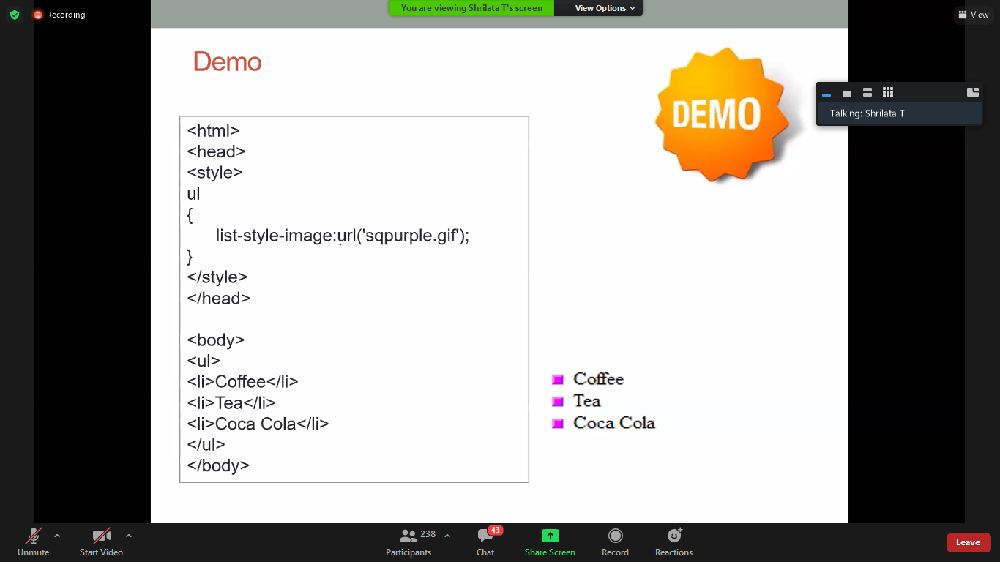 Recording
You are viewing Shrilata T's screen
View Options
View
Demo
DEMO
Talking: Shrilata T
<html>
<head>
<style>
ul
{
list-style-image:url('sqpurple.gif');
}
</style>
</head>
<body>
<ul>
<li>Coffee</li>
<li>Tea</li>
<li>Coca Cola</li>
</ul>
</body>
Coffee
Tea
Coca Cola
Unmute
Start Video
238
Participants
43
Chat
Share Screen
Record
Reactions
Leave